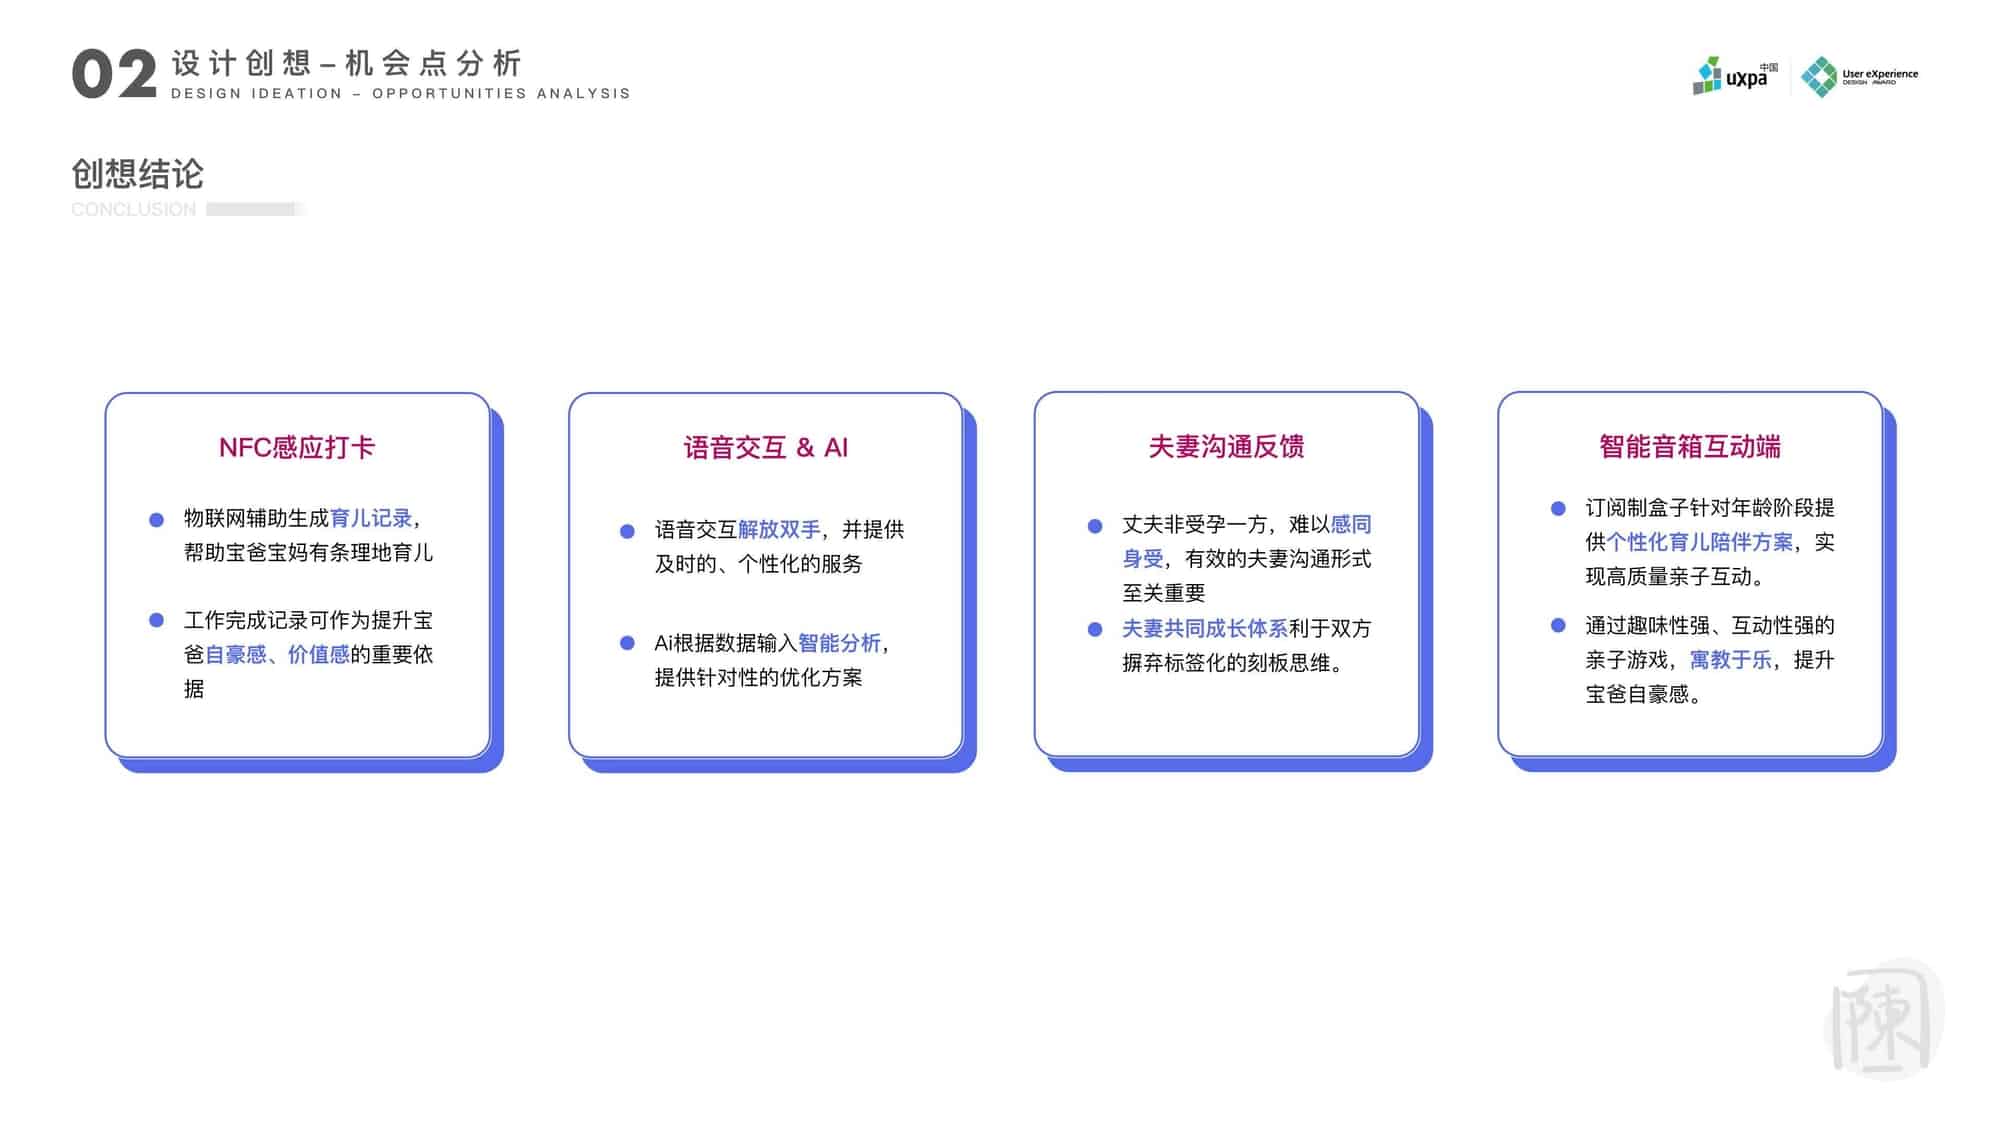 02
设计创想–机会点分析
DESIGN IDEATION – OPPORTUNITIES ANALYSIS
uxpa中国
User eXperience
DESIGN AWARD
创想结论
CONCLUSION
NFC感应打卡
物联网辅助生成育儿记录，
帮助宝爸宝妈有条理地育儿
工作完成记录可作为提升宝
爸自豪感、价值感的重要依
据
语音交互 & AI
语音交互解放双手，并提供
及时的、个性化的服务
Ai根据数据输入智能分析，
提供针对性的优化方案
夫妻沟通反馈
丈夫非受孕一方，难以感同
身受，有效的夫妻沟通形式
至关重要
夫妻共同成长体系利于双方
摒弃标签化的刻板思维。
智能音箱互动端
订阅制盒子针对年龄阶段提
供个性化育儿陪伴方案，实
现高质量亲子互动。
通过趣味性强、互动性强的
亲子游戏，寓教于乐，提升
宝爸自豪感。
陳